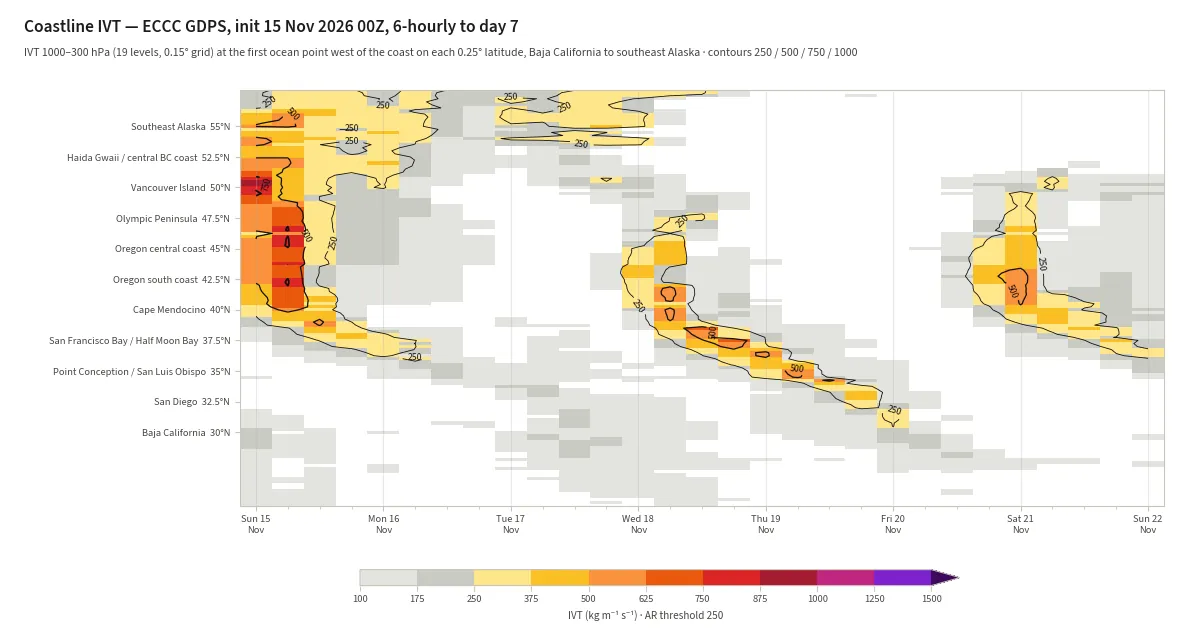 Coastline IVT — ECCC GDPS, init 15 Nov 2026 00Z, 6-hourly to day 7
IVT 1000–300 hPa (19 levels, 0.15° grid) at the first ocean point west of the coast on each 0.25° latitude, Baja California to southeast Alaska · contours 250 / 500 / 750 / 1000
250
250
250
250
500
Southeast Alaska 55°N
250
250
250
Haida Gwaii / central BC coast 52.5°N
Vancouver Island 50°N
750
Olympic Peninsula 47.5°N
250
500
250
Oregon central coast 45°N
250
Oregon south coast 42.5°N
500
Cape Mendocino 40°N
250
San Francisco Bay / Half Moon Bay 37.5°N
500
250
Point Conception / San Luis Obispo 35°N
500
San Diego 32.5°N
250
Baja California 30°N
Sun 15 Mon 16 Tue 17 Wed 18 Thu 19 Fri 20 Sat 21 Sun 22
Nov Nov Nov Nov Nov Nov Nov Nov
100 175 250 375 500 625 750 875 1000 1250 1500
IVT (kg m⁻¹ s⁻¹) · AR threshold 250